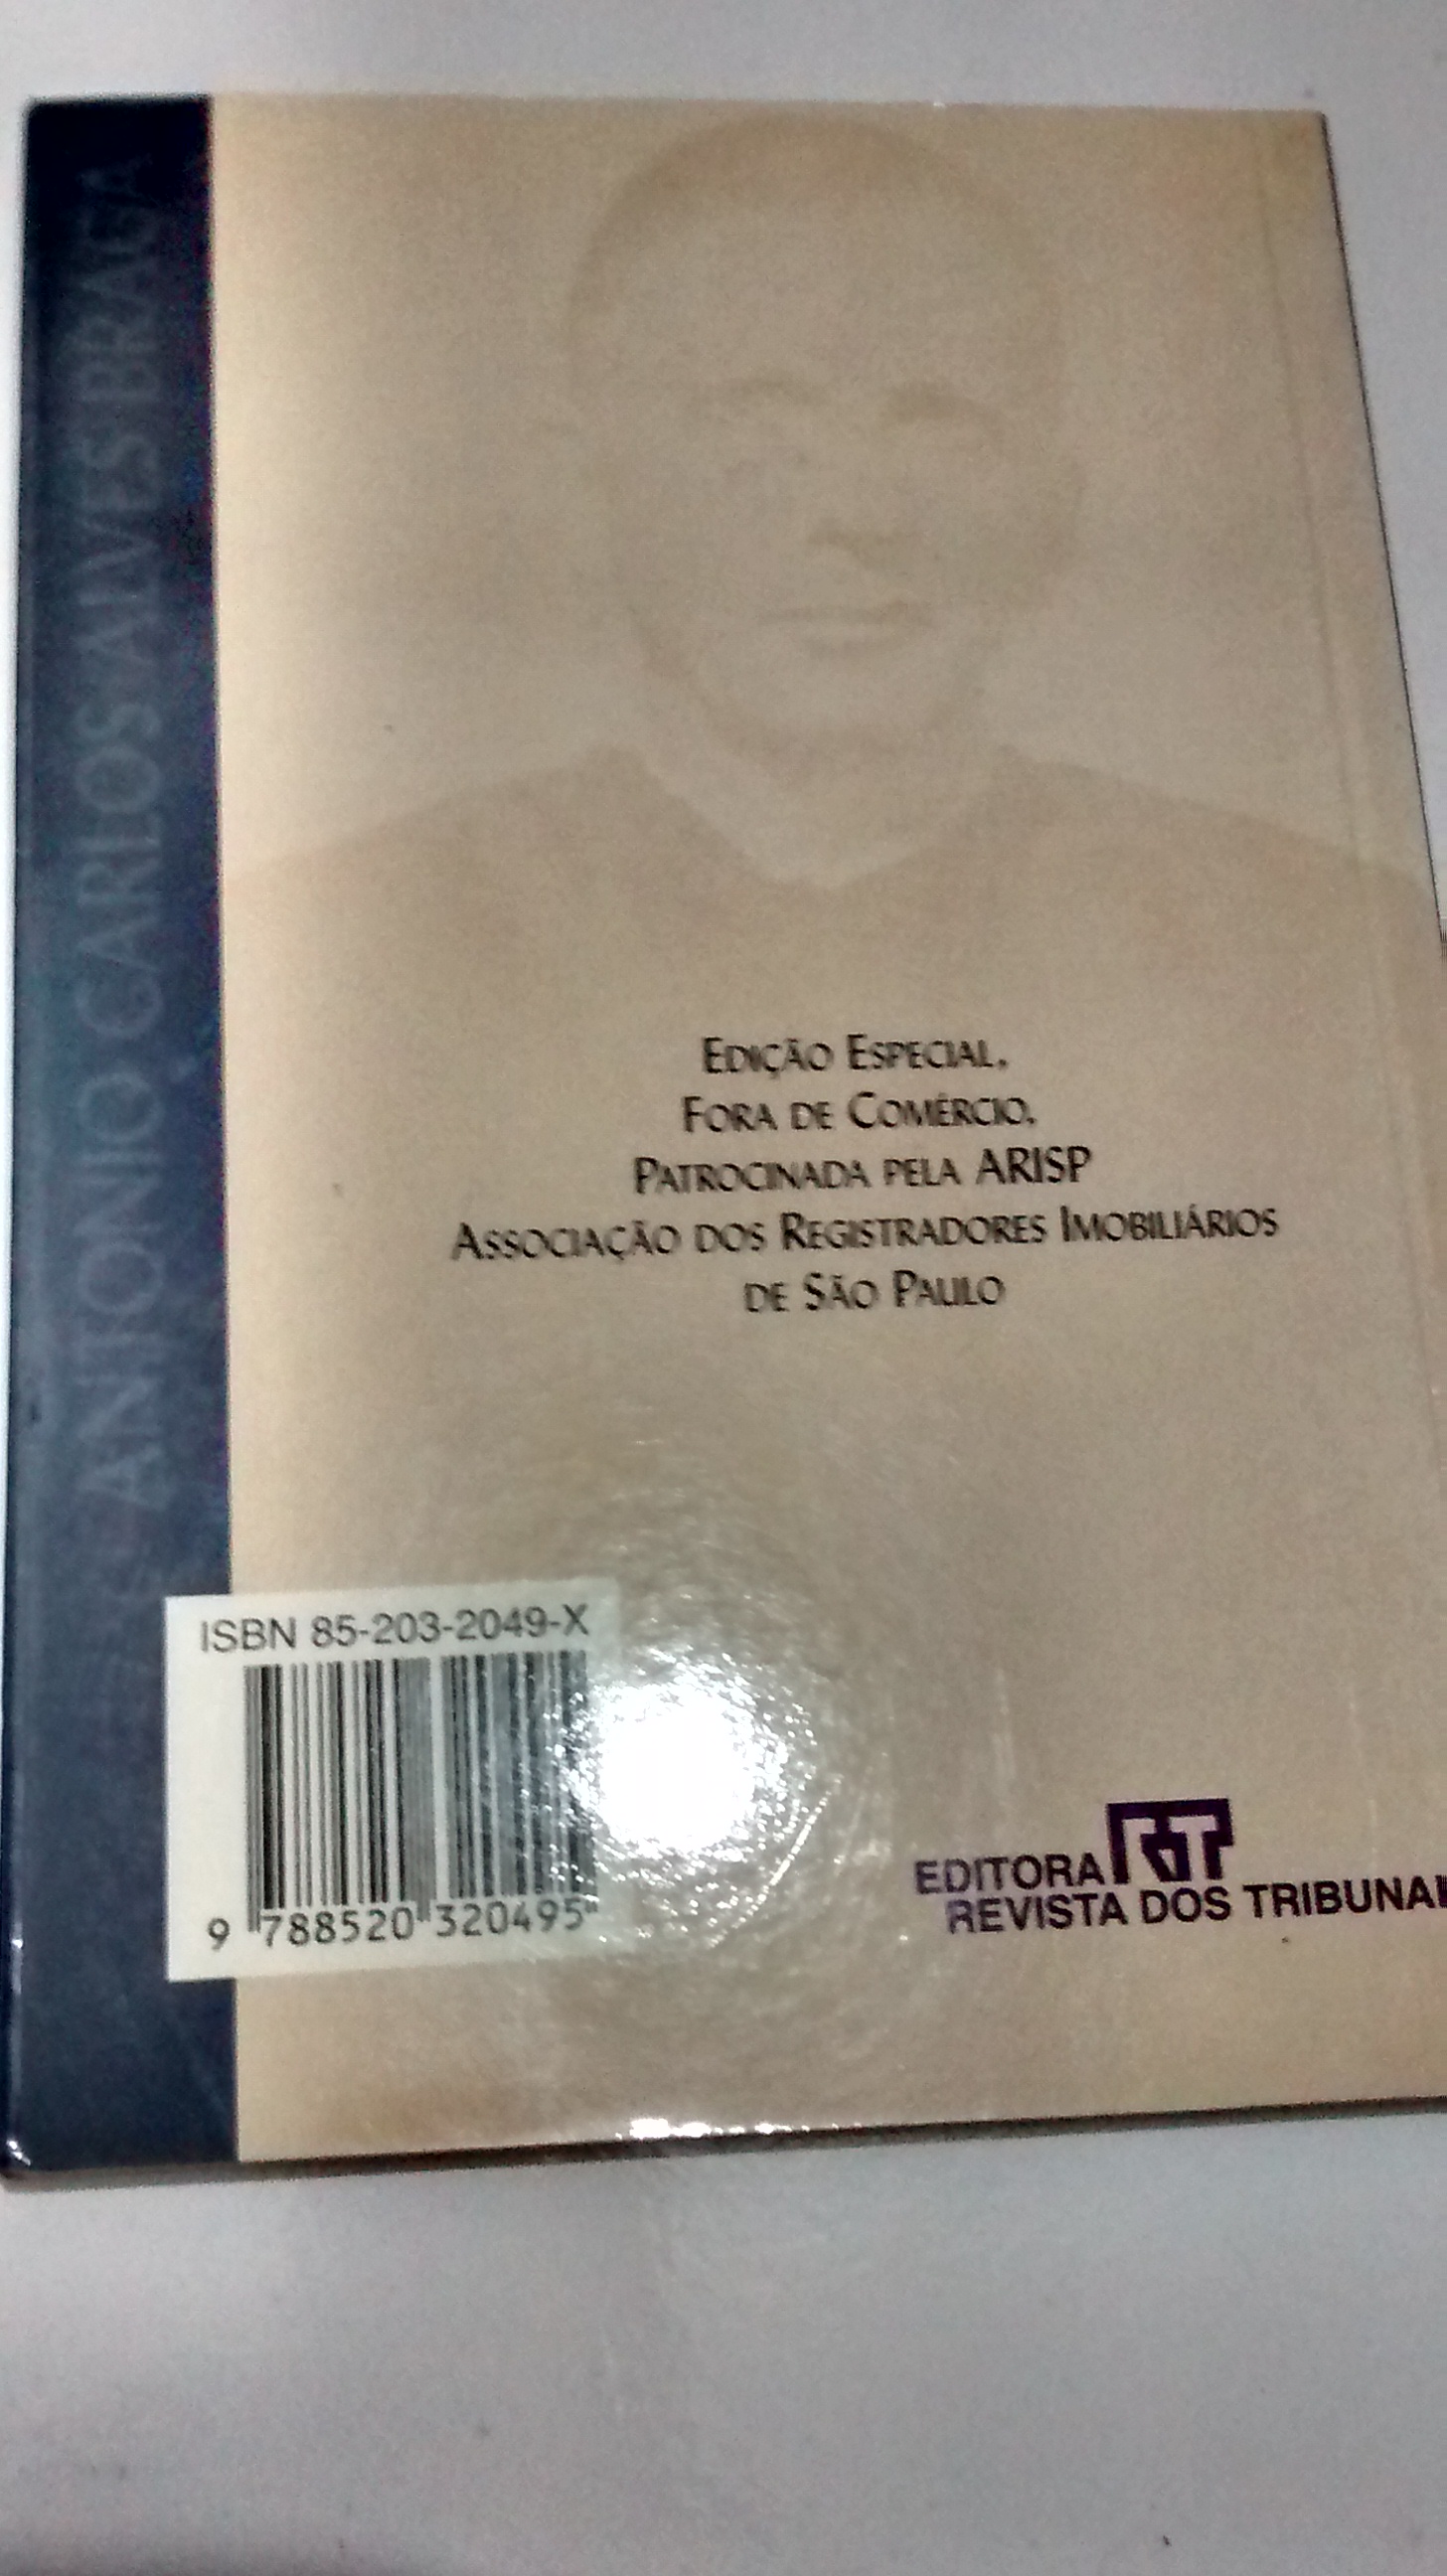 ANTONIO CARLOS ALVES BRAGA
EDIÇÃO ESPECIAL,
FORA DE COMÉRCIO,
PATROCINADA PELA ARISP
ASSOCIAÇÃO DOS REGISTRADORES IMOBILIÁRIOS
DE SÃO PAULO
ISBN 85-203-2049-X
9 788520 320495
EDITORA RT
REVISTA DOS TRIBUNAI